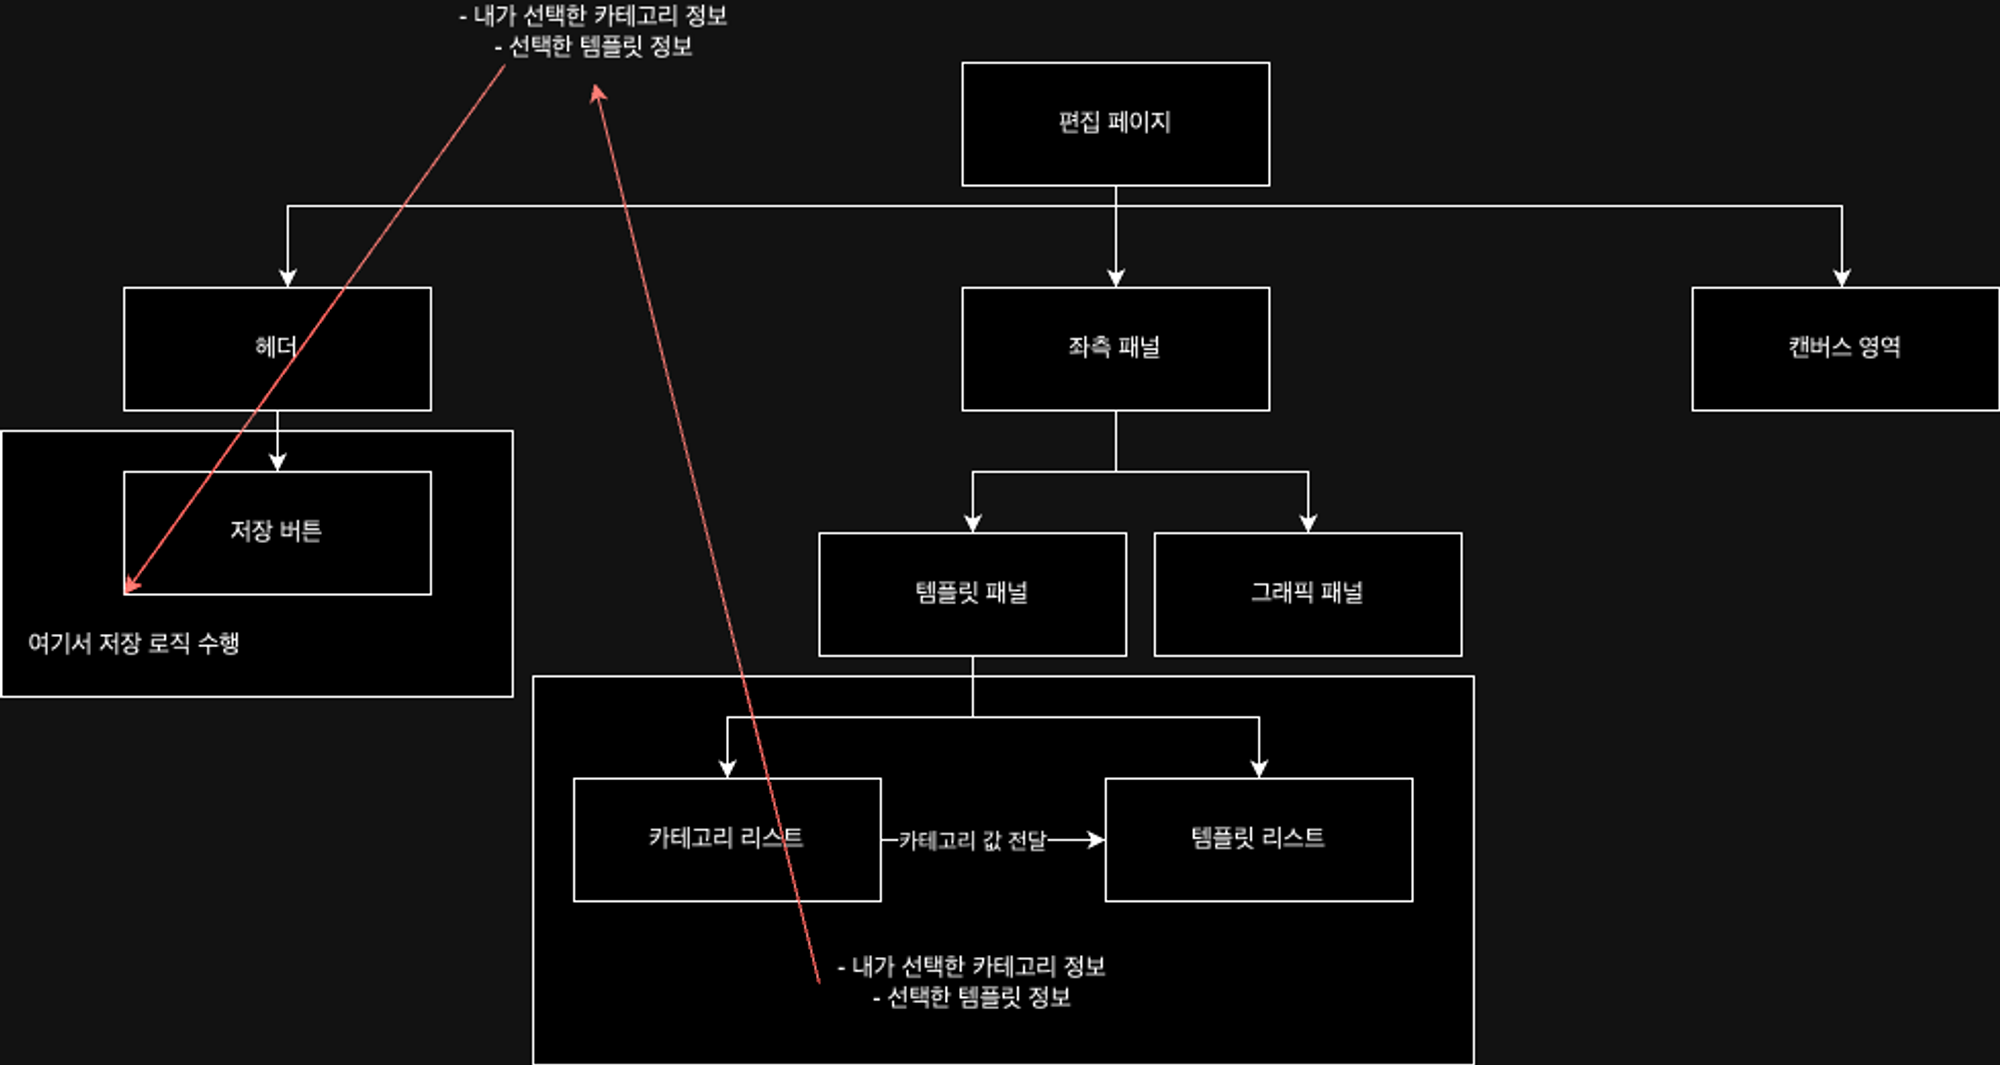 - 내가 선택한 카테고리 정보
- 선택한 템플릿 정보
편집 페이지
헤더
좌측 패널
캔버스 영역
저장 버튼
여기서 저장 로직 수행
템플릿 패널
그래픽 패널
카테고리 리스트
카테고리 값 전달
템플릿 리스트
- 내가 선택한 카테고리 정보
- 선택한 템플릿 정보